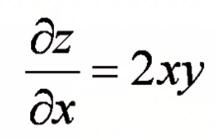 ∂z/∂x = 2xy